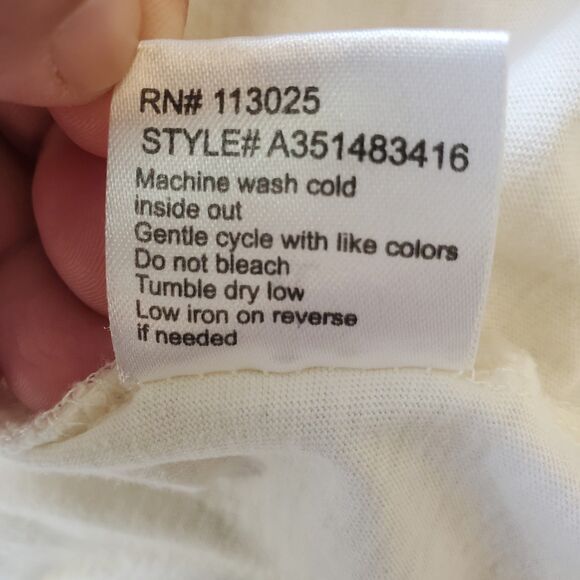 RN# 113025
STYLE# A351483416
Machine wash cold
inside out
Gentle cycle with like colors
Do not bleach
Tumble dry low
Low iron on reverse
if needed